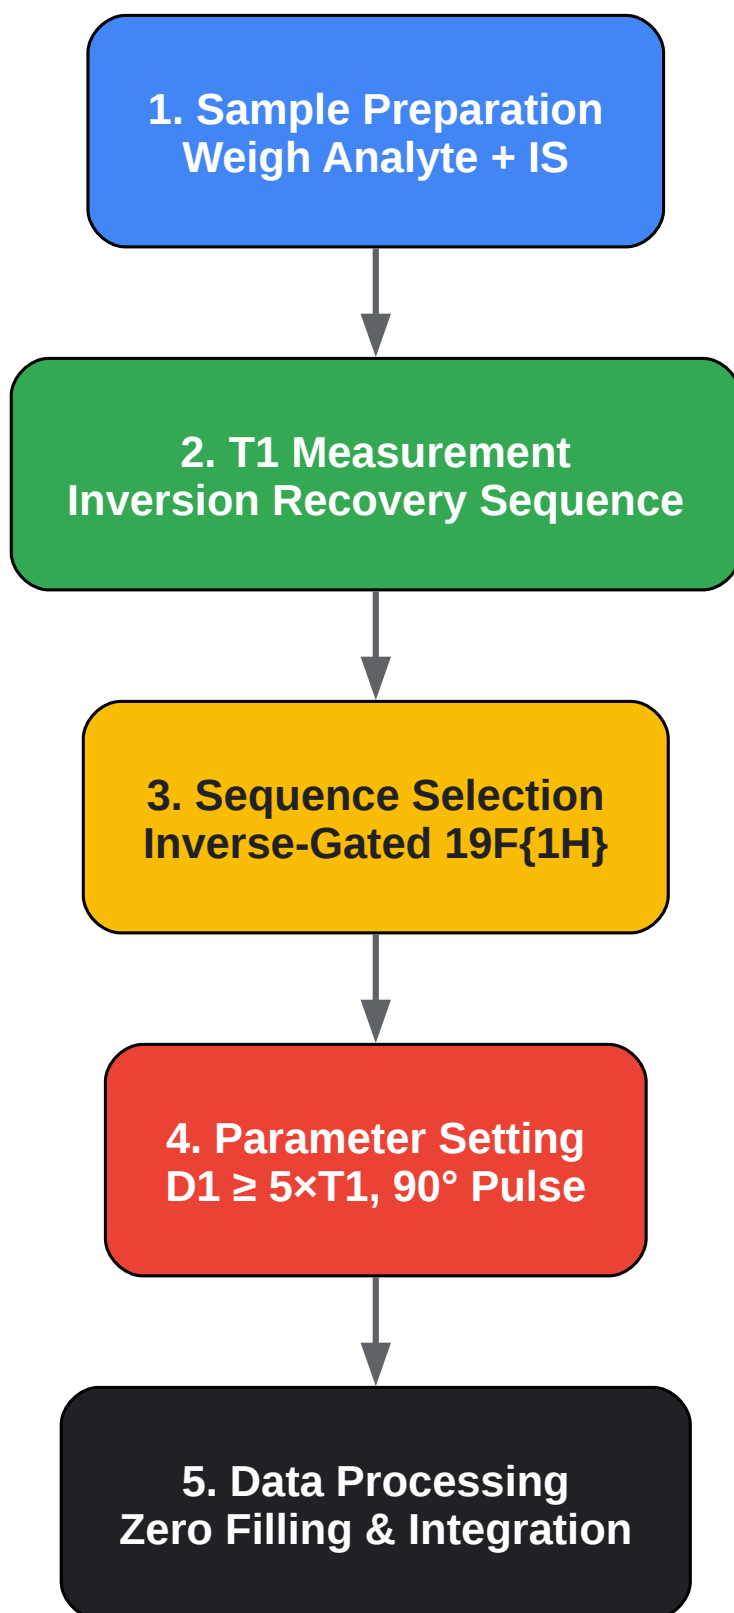 1. Sample Preparation
Weigh Analyte + IS
2. T1 Measurement
Inversion Recovery Sequence
3. Sequence Selection
Inverse-Gated 19F{1H}
4. Parameter Setting
D1 ≥ 5×T1, 90° Pulse
5. Data Processing
Zero Filling & Integration